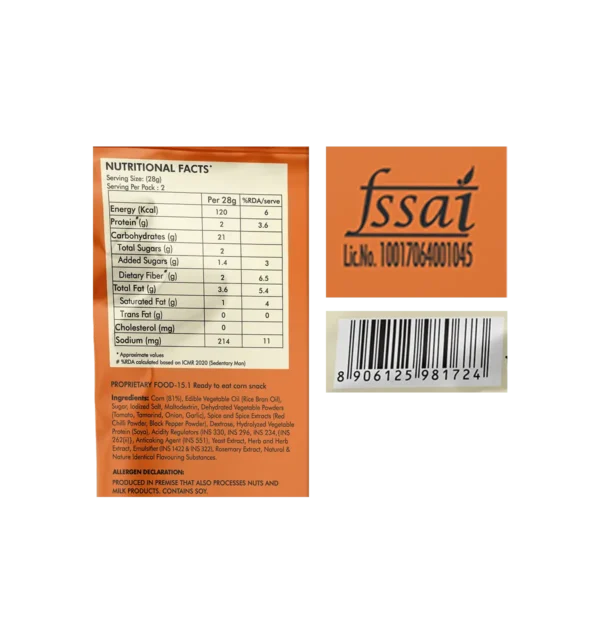 NUTRITIONAL FACTS*
Serving Size: (28g)
Serving Per Pack : 2
Per 28g %RDA/serve
Energy (Kcal) 120 6
Protein#(g) 2 3.6
Carbohydrates (g) 21
Total Sugars (g) 2
Added Sugars (g) 1.4 3
Dietary Fiber#(g) 2 6.5
Total Fat (g) 3.6 5.4
Saturated Fat (g) 1 4
Trans Fat (g) 0 0
Cholesterol (mg) 0
Sodium (mg) 214 11
* Approximate values
# %RDA calculated based on ICMR 2020 (Sedentary Man)
PROPRIETARY FOOD-15.1 Ready to eat corn snack
Ingredients: Corn (81%), Edible Vegetable Oil (Rice Bran Oil),
Sugar, Iodized Salt, Maltodextrin, Dehydrated Vegetable Powders
(Tomato, Tamarind, Onion, Garlic), Spice and Spice Extracts (Red
Chilli Powder, Black Pepper Powder), Dextrose, Hydrolysed Vegetable
Protein (Soya), Acidity Regulators (INS 330, INS 296, INS 234, (INS
262(ii)), Anticaking Agent (INS 551), Yeast Extract, Herb and Herb
Extract, Emulsifier (INS 1422 & INS 322), Rosemary Extract, Natural &
Nature Identical Flavouring Substances.
ALLERGEN DECLARATION:
PRODUCED IN PREMISE THAT ALSO PROCESSES NUTS AND
MILK PRODUCTS. CONTAINS SOY.
fssai
Lic.No. 10017064001045
8 906125 981724